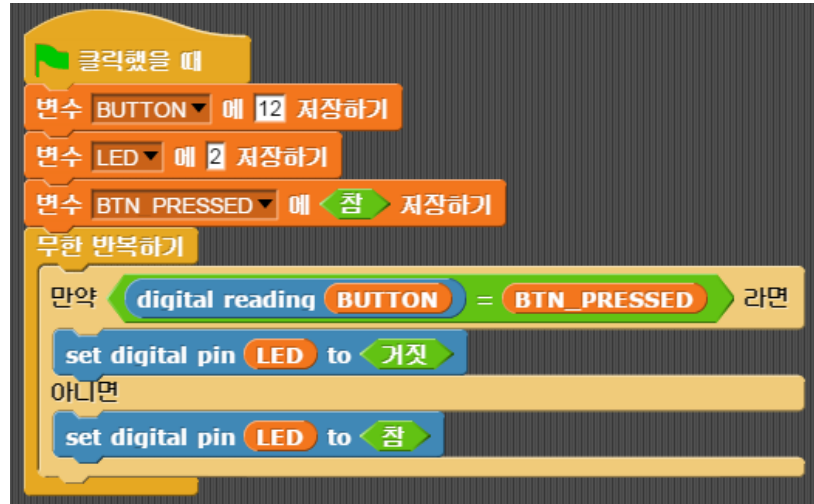 클릭했을 때
변수 BUTTON 에 12 저장하기
변수 LED 에 2 저장하기
변수 BTN PRESSED 에 참 저장하기
무한 반복하기
만약 digital reading BUTTON = BTN_PRESSED 라면
set digital pin LED to 거짓
아니면
set digital pin LED to 참